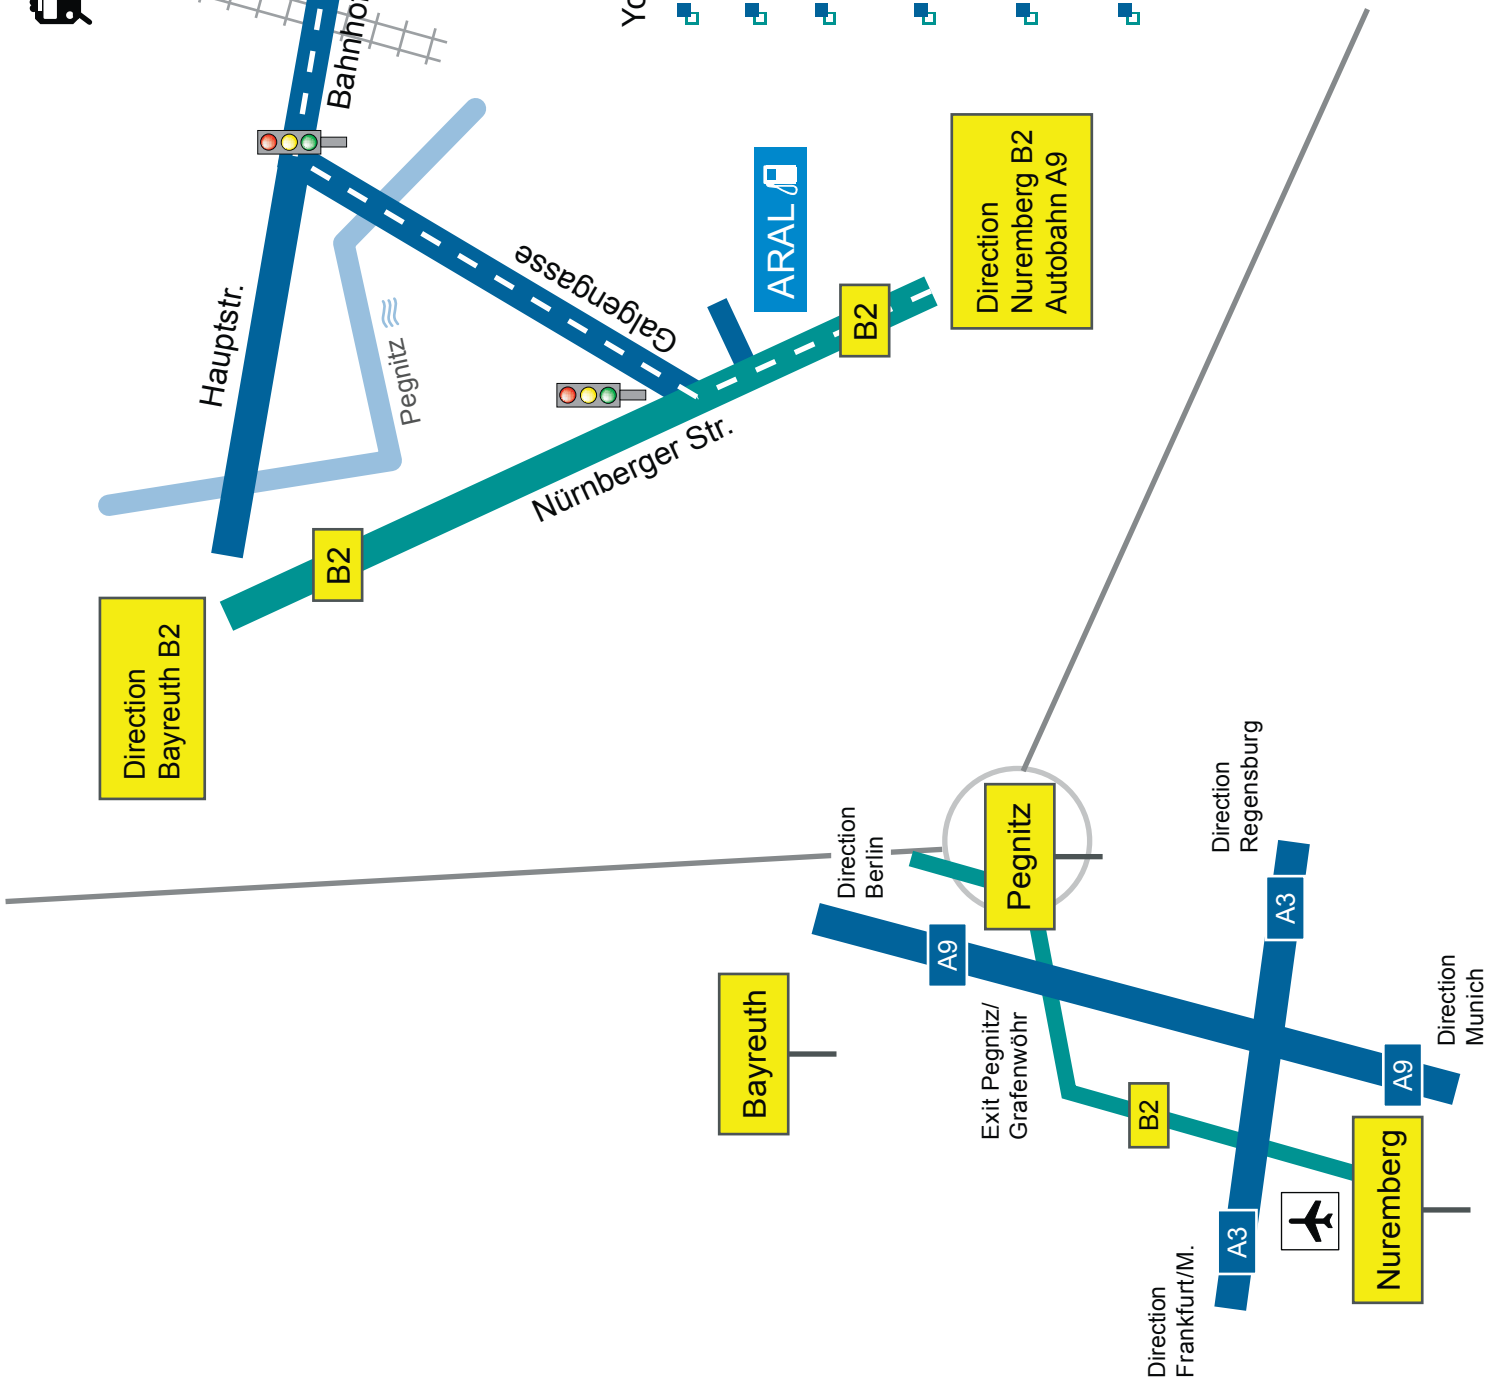 Direction
Bayreuth B2
B2
Hauptstr.
Pegnitz
Nürnberger Str.
Galgengasse
ARAL
B2
Direction
Nuremberg B2
Autobahn A9
Bayreuth
Direction
Berlin
A9
Exit Pegnitz/
Grafenwöhr
Pegnitz
B2
Direction
Regensburg
A3
Direction
Frankfurt/M.
A3
Nuremberg
A9
Direction
Munich